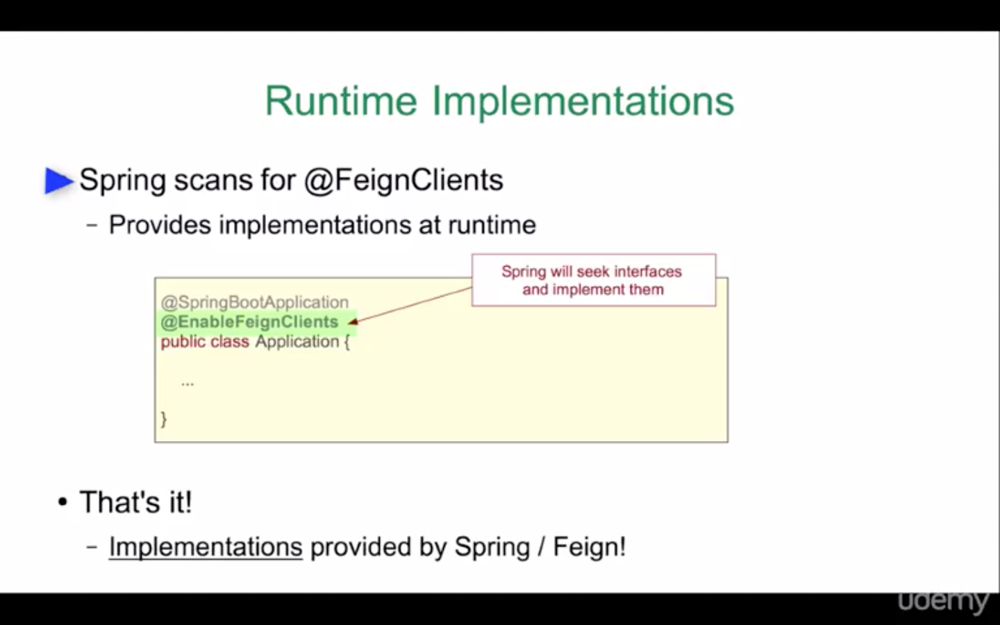 Runtime Implementations
Spring scans for @FeignClients
– Provides implementations at runtime
Spring will seek interfaces
and implement them
@SpringBootApplication
@EnableFeignClients
public class Application {
...
}
• That's it!
– Implementations provided by Spring / Feign!
udemy